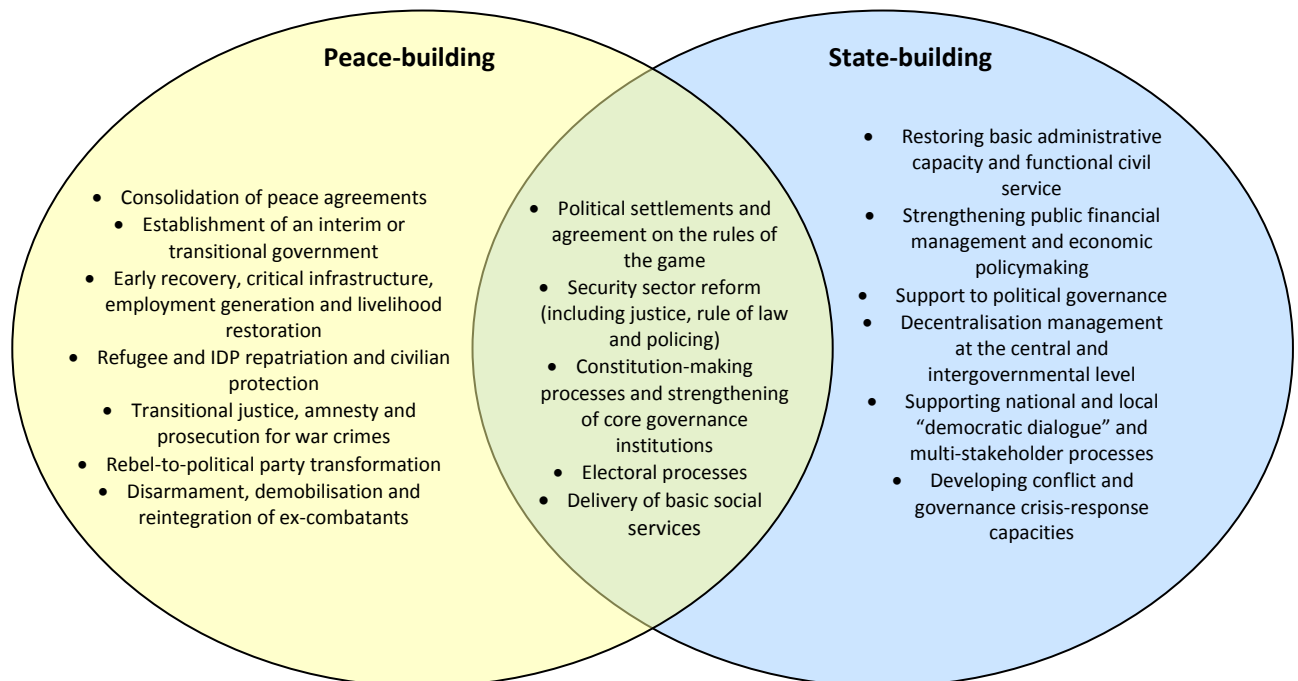 Peace-building
• Consolidation of peace agreements
• Establishment of an interim or
transitional government
• Early recovery, critical infrastructure,
employment generation and livelihood
restoration
• Refugee and IDP repatriation and civilian
protection
• Transitional justice, amnesty and
prosecution for war crimes
• Rebel-to-political party transformation
• Disarmament, demobilisation and
reintegration of ex-combatants
• Political settlements and
agreement on the rules of
the game
• Security sector reform
(including justice, rule of law
and policing)
• Constitution-making
processes and strengthening
of core governance
institutions
• Electoral processes
• Delivery of basic social
services
State-building
• Restoring basic administrative
capacity and functional civil
service
• Strengthening public financial
management and economic
policymaking
• Support to political governance
• Decentralisation management
at the central and
intergovernmental level
• Supporting national and local
“democratic dialogue” and
multi-stakeholder processes
• Developing conflict and
governance crisis-response
capacities